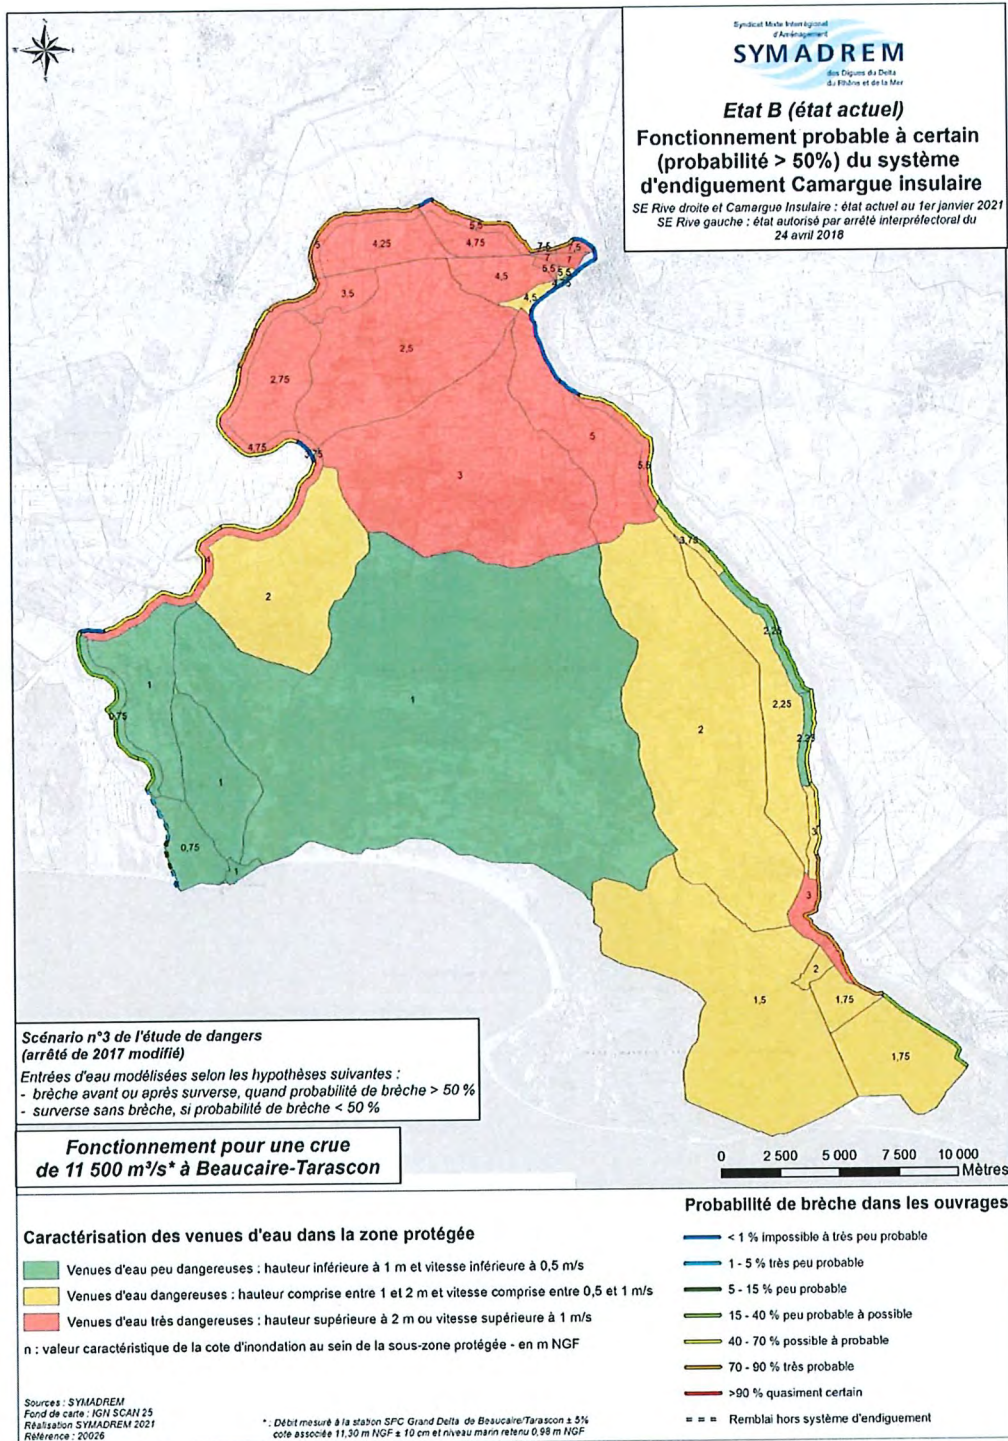 Syndicat Mixte Interrégional
d'Aménagement
SYMADREM
des Digues du Delta
du Rhône et de la Mer
Etat B (état actuel)
Fonctionnement probable à certain
(probabilité > 50%) du système
d'endiguement Camargue insulaire
SE Rive droite et Camargue Insulaire : état actuel au 1er janvier 2021
SE Rive gauche : état autorisé par arrêté interpréfectoral du
24 avril 2018
5,5
5
4,25
4,75
7,5
7,5
7
7
4,5
5,5
5,5
4,5
3,5
2,5
2,75
5
4,75
3
5,5
3,75
4
2
2,25
1
1
2,25
0,75
2
2,25
1
3
0,75
1
3
2
1,5
1,75
1,75
Scénario n°3 de l'étude de dangers
(arrêté de 2017 modifié)
Entrées d'eau modélisées selon les hypothèses suivantes :
- brèche avant ou après surverse, quand probabilité de brèche > 50 %
- surverse sans brèche, si probabilité de brèche < 50 %
Fonctionnement pour une crue
de 11 500 m³/s* à Beaucaire-Tarascon
0 2 500 5 000 7 500 10 000
Mètres
Caractérisation des venues d'eau dans la zone protégée
Venues d'eau peu dangereuses : hauteur inférieure à 1 m et vitesse inférieure à 0,5 m/s
Venues d'eau dangereuses : hauteur comprise entre 1 et 2 m et vitesse comprise entre 0,5 et 1 m/s
Venues d'eau très dangereuses : hauteur supérieure à 2 m ou vitesse supérieure à 1 m/s
n : valeur caractéristique de la cote d'inondation au sein de la sous-zone protégée - en m NGF
Probabilité de brèche dans les ouvrages
< 1 % impossible à très peu probable
1 - 5 % très peu probable
5 - 15 % peu probable
15 - 40 % peu probable à possible
40 - 70 % possible à probable
70 - 90 % très probable
>90 % quasiment certain
Remblai hors système d'endiguement
Sources : SYMADREM
Fond de carte : IGN SCAN 25
Réalisation SYMADREM 2021
Référence : 20026
* : Débit mesuré à la station SPC Grand Delta de Beaucaire/Tarascon ± 5%
cote associée 11,30 m NGF ± 10 cm et niveau marin retenu 0,98 m NGF